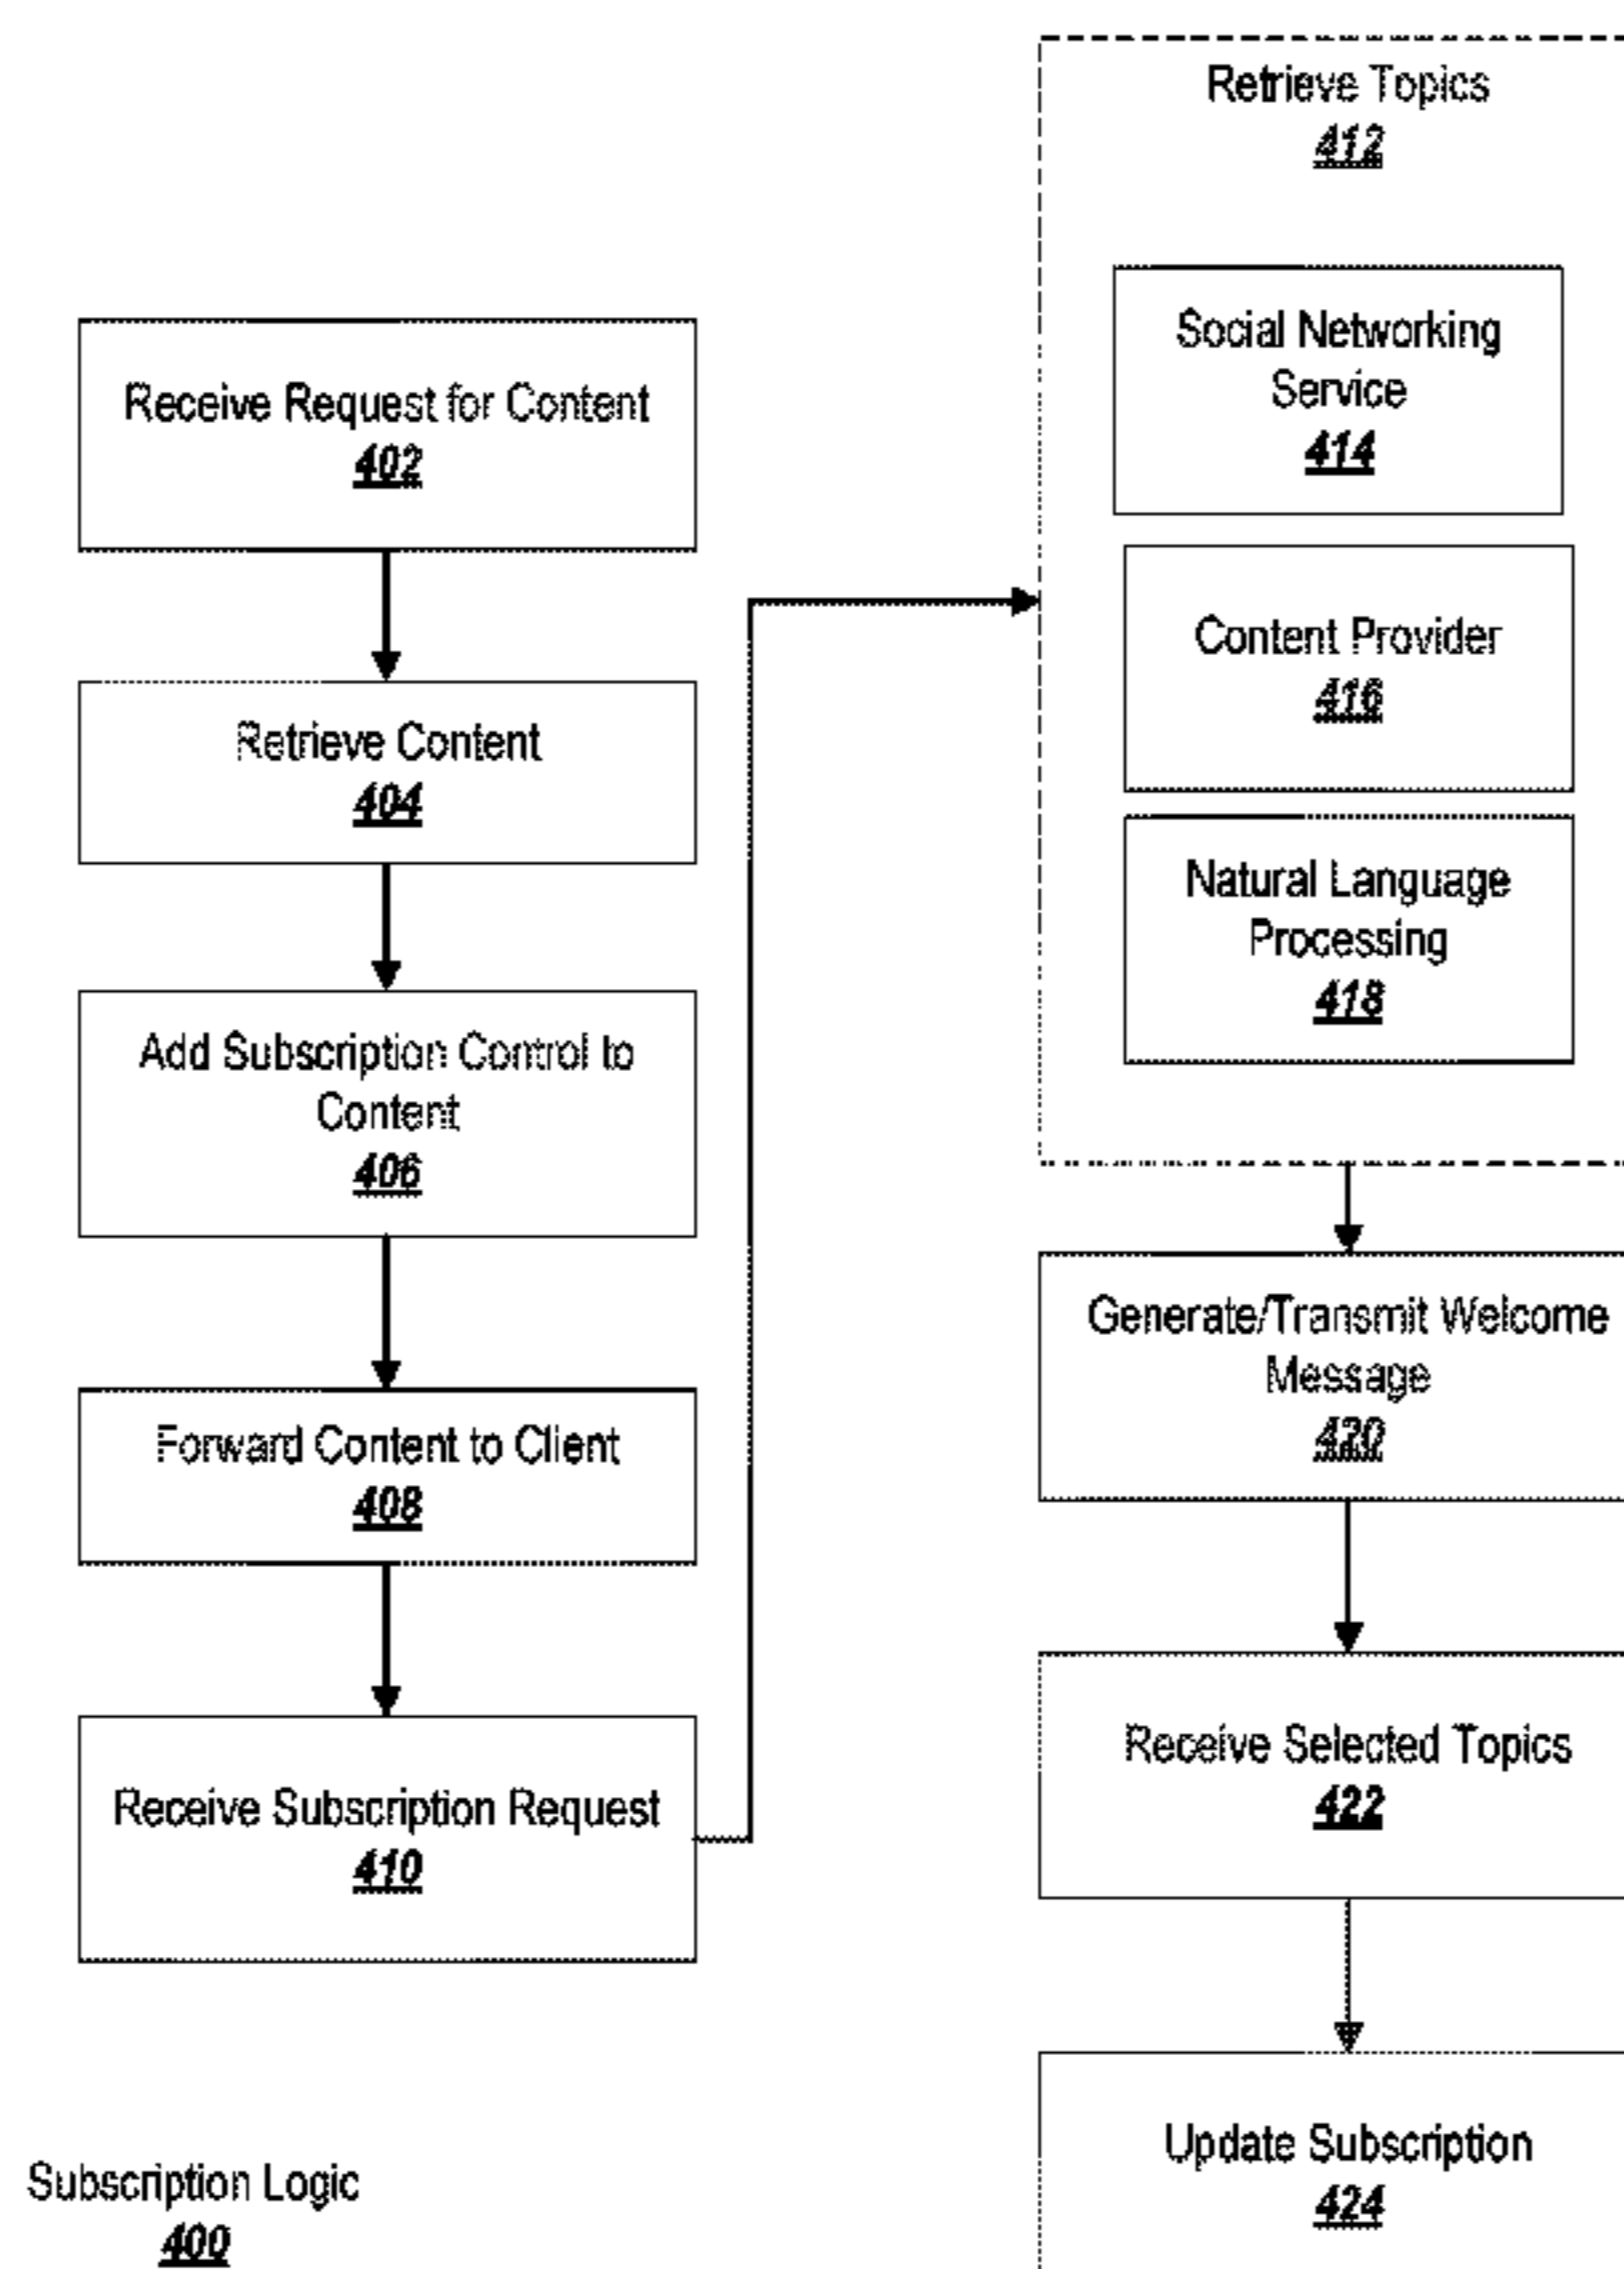 Receive Request for Content
402
Retrieve Content
404
Add Subscription Control to
Content
406
Forward Content to Client
408
Receive Subscription Request
410
Retrieve Topics
412
Social Networking
Service
414
Content Provider
416
Natural Language
Processing
418
Generate/Transmit Welcome
Message
420
Receive Selected Topics
422
Update Subscription
424
Subscription Logic
400